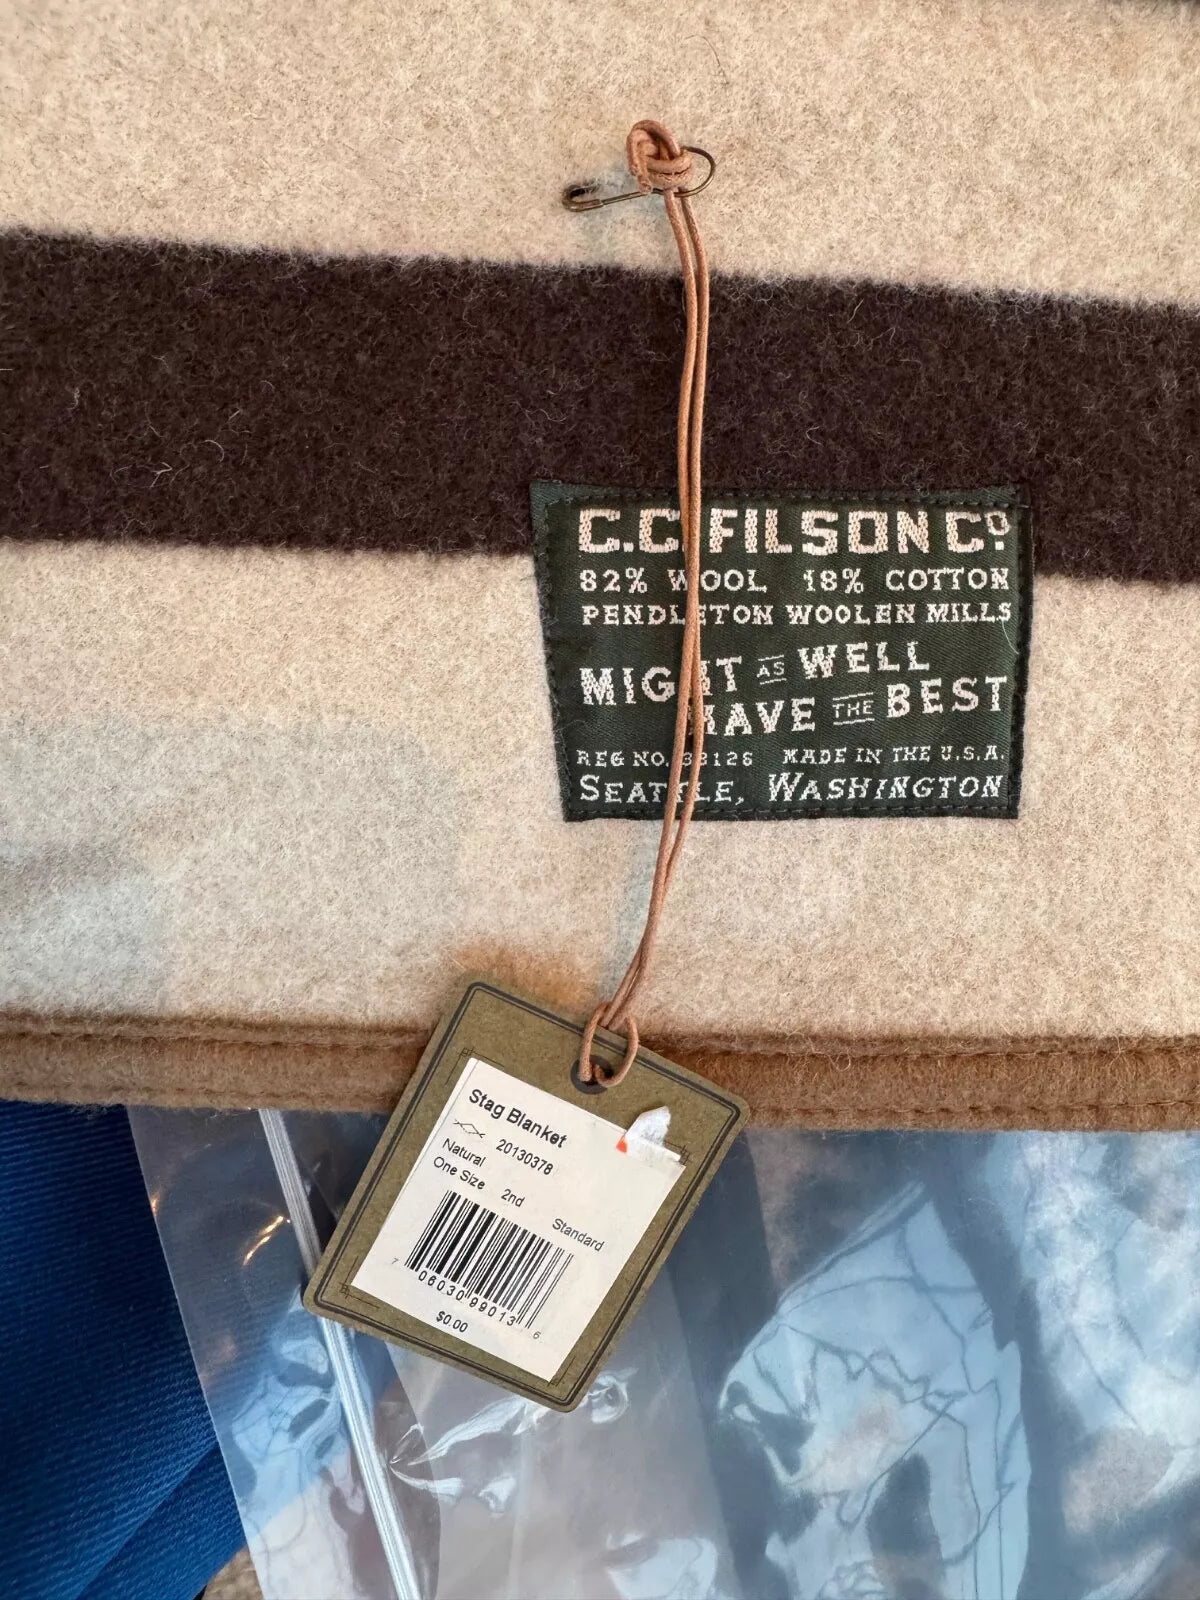 C.C. FILSON Cº.
82% WOOL 18% COTTON
PENDLETON WOOLEN MILLS
MIGHT AS WELL
HAVE THE BEST
REG NO. 38126 MADE IN THE U.S.A.
SEATTLE, WASHINGTON
Stag Blanket
20130378
Natural
One Size 2nd
Standard
7 06030 99013 6
$0.00